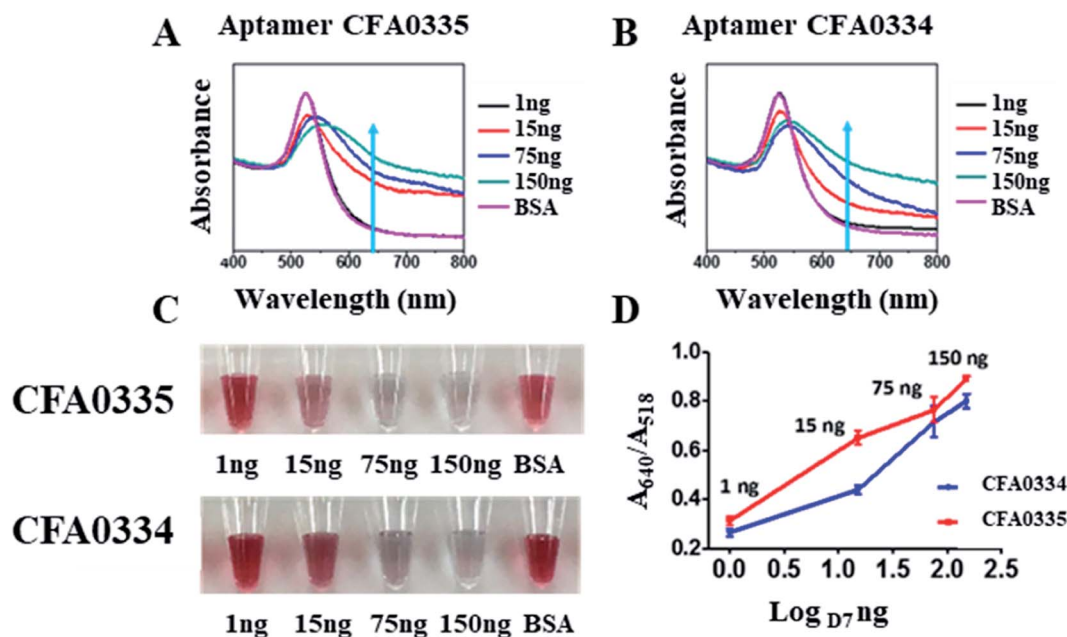 A Aptamer CFA0335
Absorbance
1ng
15ng
75ng
150ng
BSA
400 500 600 700 800
Wavelength (nm)
B Aptamer CFA0334
Absorbance
1ng
15ng
75ng
150ng
BSA
400 500 600 700 800
Wavelength (nm)
C
CFA0335
1ng 15ng 75ng 150ng BSA
CFA0334
1ng 15ng 75ng 150ng BSA
D
A640/A518
1.0
0.8
0.6
0.4
0.2
150 ng
75 ng
15 ng
1 ng
CFA0334
CFA0335
0.0 0.5 1.0 1.5 2.0 2.5
Log D7 ng